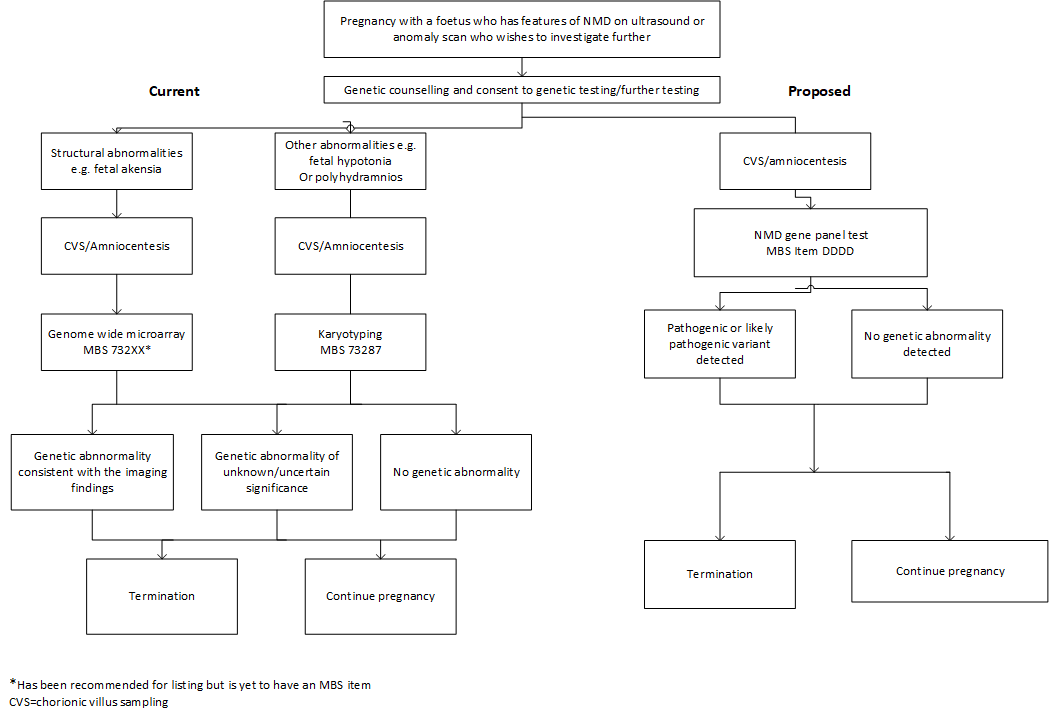 Pregnancy with a foetus who has features of NMD on ultrasound or
anomaly scan who wishes to investigate further
Current
Genetic counselling and consent to genetic testing/further testing
Proposed
Structural abnormalities
e.g. fetal akensia
Other abnormalities e.g.
fetal hypotonia
Or polyhydramnios
CVS/amniocentesis
CVS/Amniocentesis
CVS/Amniocentesis
NMD gene panel test
MBS Item DDDD
Genome wide microarray
MBS 732XX*
Karyotyping
MBS 73287
Pathogenic or likely
pathogenic variant
detected
No genetic abnormality
detected
Genetic abnnormality
consistent with the imaging
findings
Genetic abnormality of
unknown/uncertain
significance
No genetic abnormality
Termination
Continue pregnancy
Termination
Continue pregnancy
*Has been recommended for listing but is yet to have an MBS item
CVS=chorionic villus sampling